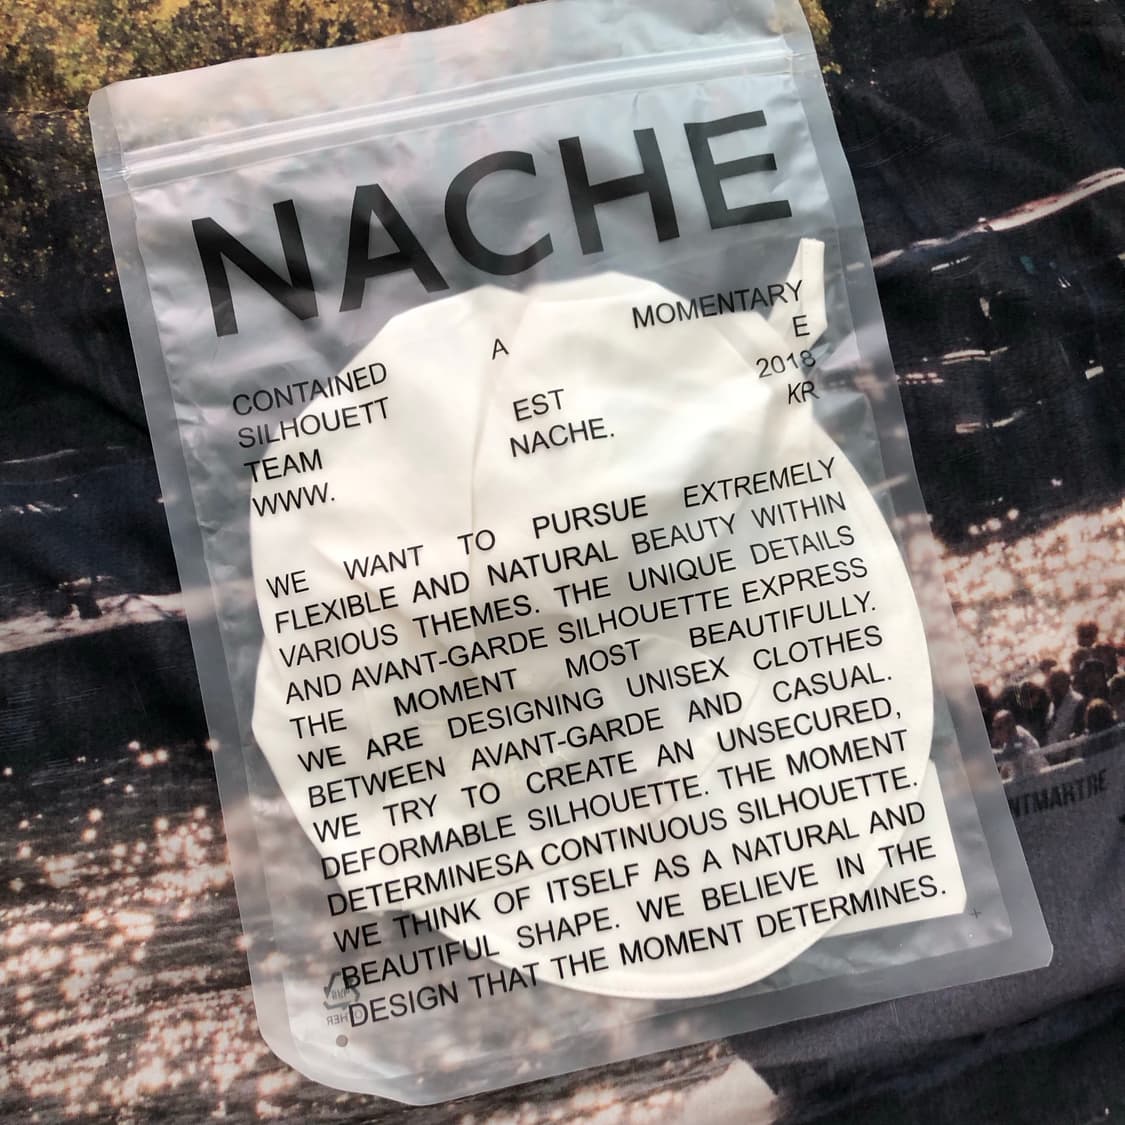 NACHE
CONTAINED A MOMENTARY
SILHOUETT E
TEAM EST 2018
WWW. NACHE. KR
WE WANT TO PURSUE EXTREMELY
FLEXIBLE AND NATURAL BEAUTY WITHIN
VARIOUS THEMES. THE UNIQUE DETAILS
AND AVANT-GARDE SILHOUETTE EXPRESS
THE MOMENT MOST BEAUTIFULLY.
WE ARE DESIGNING UNISEX CLOTHES
BETWEEN AVANT-GARDE AND CASUAL.
WE TRY TO CREATE AN UNSECURED,
DEFORMABLE SILHOUETTE. THE MOMENT
DETERMINESA CONTINUOUS SILHOUETTE.
WE THINK OF ITSELF AS A NATURAL AND
BEAUTIFUL SHAPE. WE BELIEVE IN THE
DESIGN THAT THE MOMENT DETERMINES.
NTMARTRE